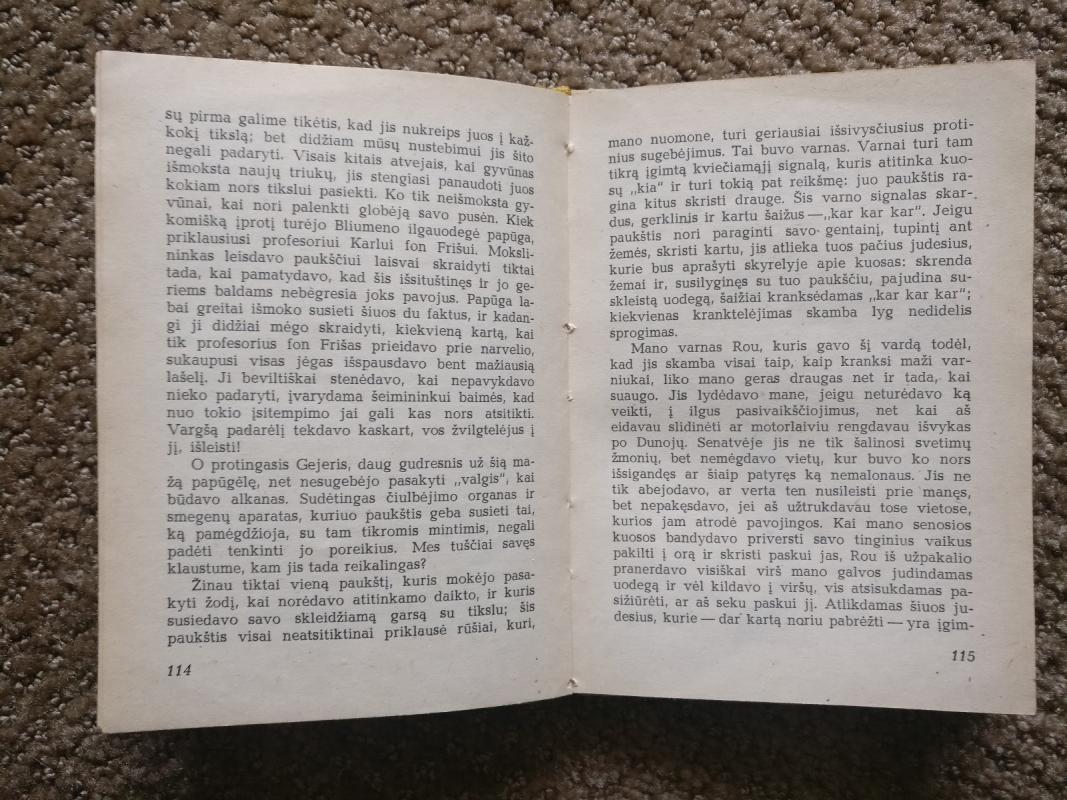 sų pirma galime tikėtis, kad jis nukreips juos į kaž-
kokį tikslą; bet didžiam mūsų nustebimui jis šito
negali padaryti. Visais kitais atvejais, kai gyvūnas
išmoksta naujų triukų, jis stengiasi panaudoti juos
kokiam nors tikslui pasiekti. Ko tik neišmoksta gy-
vūnai, kai nori palenkti globėją savo pusėn. Kiek
komišką įprotį turėjo Bliumeno ilgauodegė papūga,
priklausiusi profesoriui Karlui fon Frišui. Moksli-
ninkas leisdavo paukščiui laisvai skraidyti tiktai
tada, kai pamatydavo, kad šis išsituštinęs ir jo ge-
riems baldams nebegresia joks pavojus. Papūga la-
bai greitai išmoko susieti šiuos du faktus, ir kadan-
gi ji didžiai mėgo skraidyti, kiekvieną kartą, kai
tik profesorius fon Frišas prieidavo prie narvelio,
sukaupusi visas jėgas išspausdavo bent mažiausią
lašelį. Ji beviltiškai stenėdavo, kai nepavykdavo
nieko padaryti, įvarydama šeimininkui baimės, kad
nuo tokio įsitempimo jai gali kas nors atsitikti.
Vargšą padarėlį tekdavo kaskart, vos žvilgtelėjus į
jį, išleisti!
O protingasis Gejeris, daug gudresnis už šią ma-
žą papūgėlę, net nesugebėjo pasakyti „valgis“, kai
būdavo alkanas. Sudėtingas čiulbėjimo organas ir
smegenų aparatas, kuriuo paukštis geba susieti tai,
ką pamėgdžioja, su tam tikromis mintimis, negali
padėti tenkinti jo poreikius. Mes tuščiai savęs
klaustume, kam jis tada reikalingas?
Žinau tiktai vieną paukštį, kuris mokėjo pasa-
kyti žodį, kai norėdavo atitinkamo daikto, ir kuris
susiedavo savo skleidžiamą garsą su tikslu; šis
paukštis visai neatsitiktinai priklausė rūšiai, kuri,
114
mano nuomone, turi geriausiai išsivysčiusius proti-
nius sugebėjimus. Tai buvo varnas. Varnai turi tam
tikrą įgimtą kviečiamąjį signalą, kuris atitinka kuo-
sų „kia“ ir turi tokią pat reikšmę: juo paukštis ra-
gina kitus skristi drauge. Šis varno signalas skar-
dus, gerklinis ir kartu šaižus — „kar kar kar“. Jeigu
paukštis nori paraginti savo gentainį, tupintį ant
žemės, skristi kartu, jis atlieka tuos pačius judesius,
kurie bus aprašyti skyrelyje apie kuosas: skrenda
žemai ir, susilyginęs su tuo paukščiu, pajudina su-
skleistą uodegą, šaižiai kranksėdamas „kar kar kar“;
kiekvienas kranktelėjimas skamba lyg nedidelis
sprogimas.
Mano varnas Rou, kuris gavo šį vardą todėl,
kad jis skamba visai taip, kaip kranksi maži var-
niukai, liko mano geras draugas net ir tada, kai
suaugo. Jis lydėdavo mane, jeigu neturėdavo ką
veikti, į ilgus pasivaikščiojimus, net kai aš
eidavau slidinėti ar motorlaiviu rengdavau išvykas
po Dunojų. Senatvėje jis ne tik šalinosi svetimų
žmonių, bet nemėgdavo vietų, kur buvo ko nors
išsigandęs ar šiaip patyręs ką nemalonaus. Jis ne
tik abejodavo, ar verta ten nusileisti prie manęs,
bet nepakęsdavo, jei aš užtrukdavau tose vietose,
kurios jam atrodė pavojingos. Kai mano senosios
kuosos bandydavo priversti savo tinginius vaikus
pakilti į orą ir skristi paskui jas, Rou iš užpakalio
pranerdavo visiškai virš mano galvos judindamas
uodegą ir vėl kildavo į viršų, vis atsisukdamas pa-
sižiūrėti, ar aš seku paskui jį. Atlikdamas šiuos ju-
desius, kurie — dar kartą noriu pabrėžti — yra įgim-
115